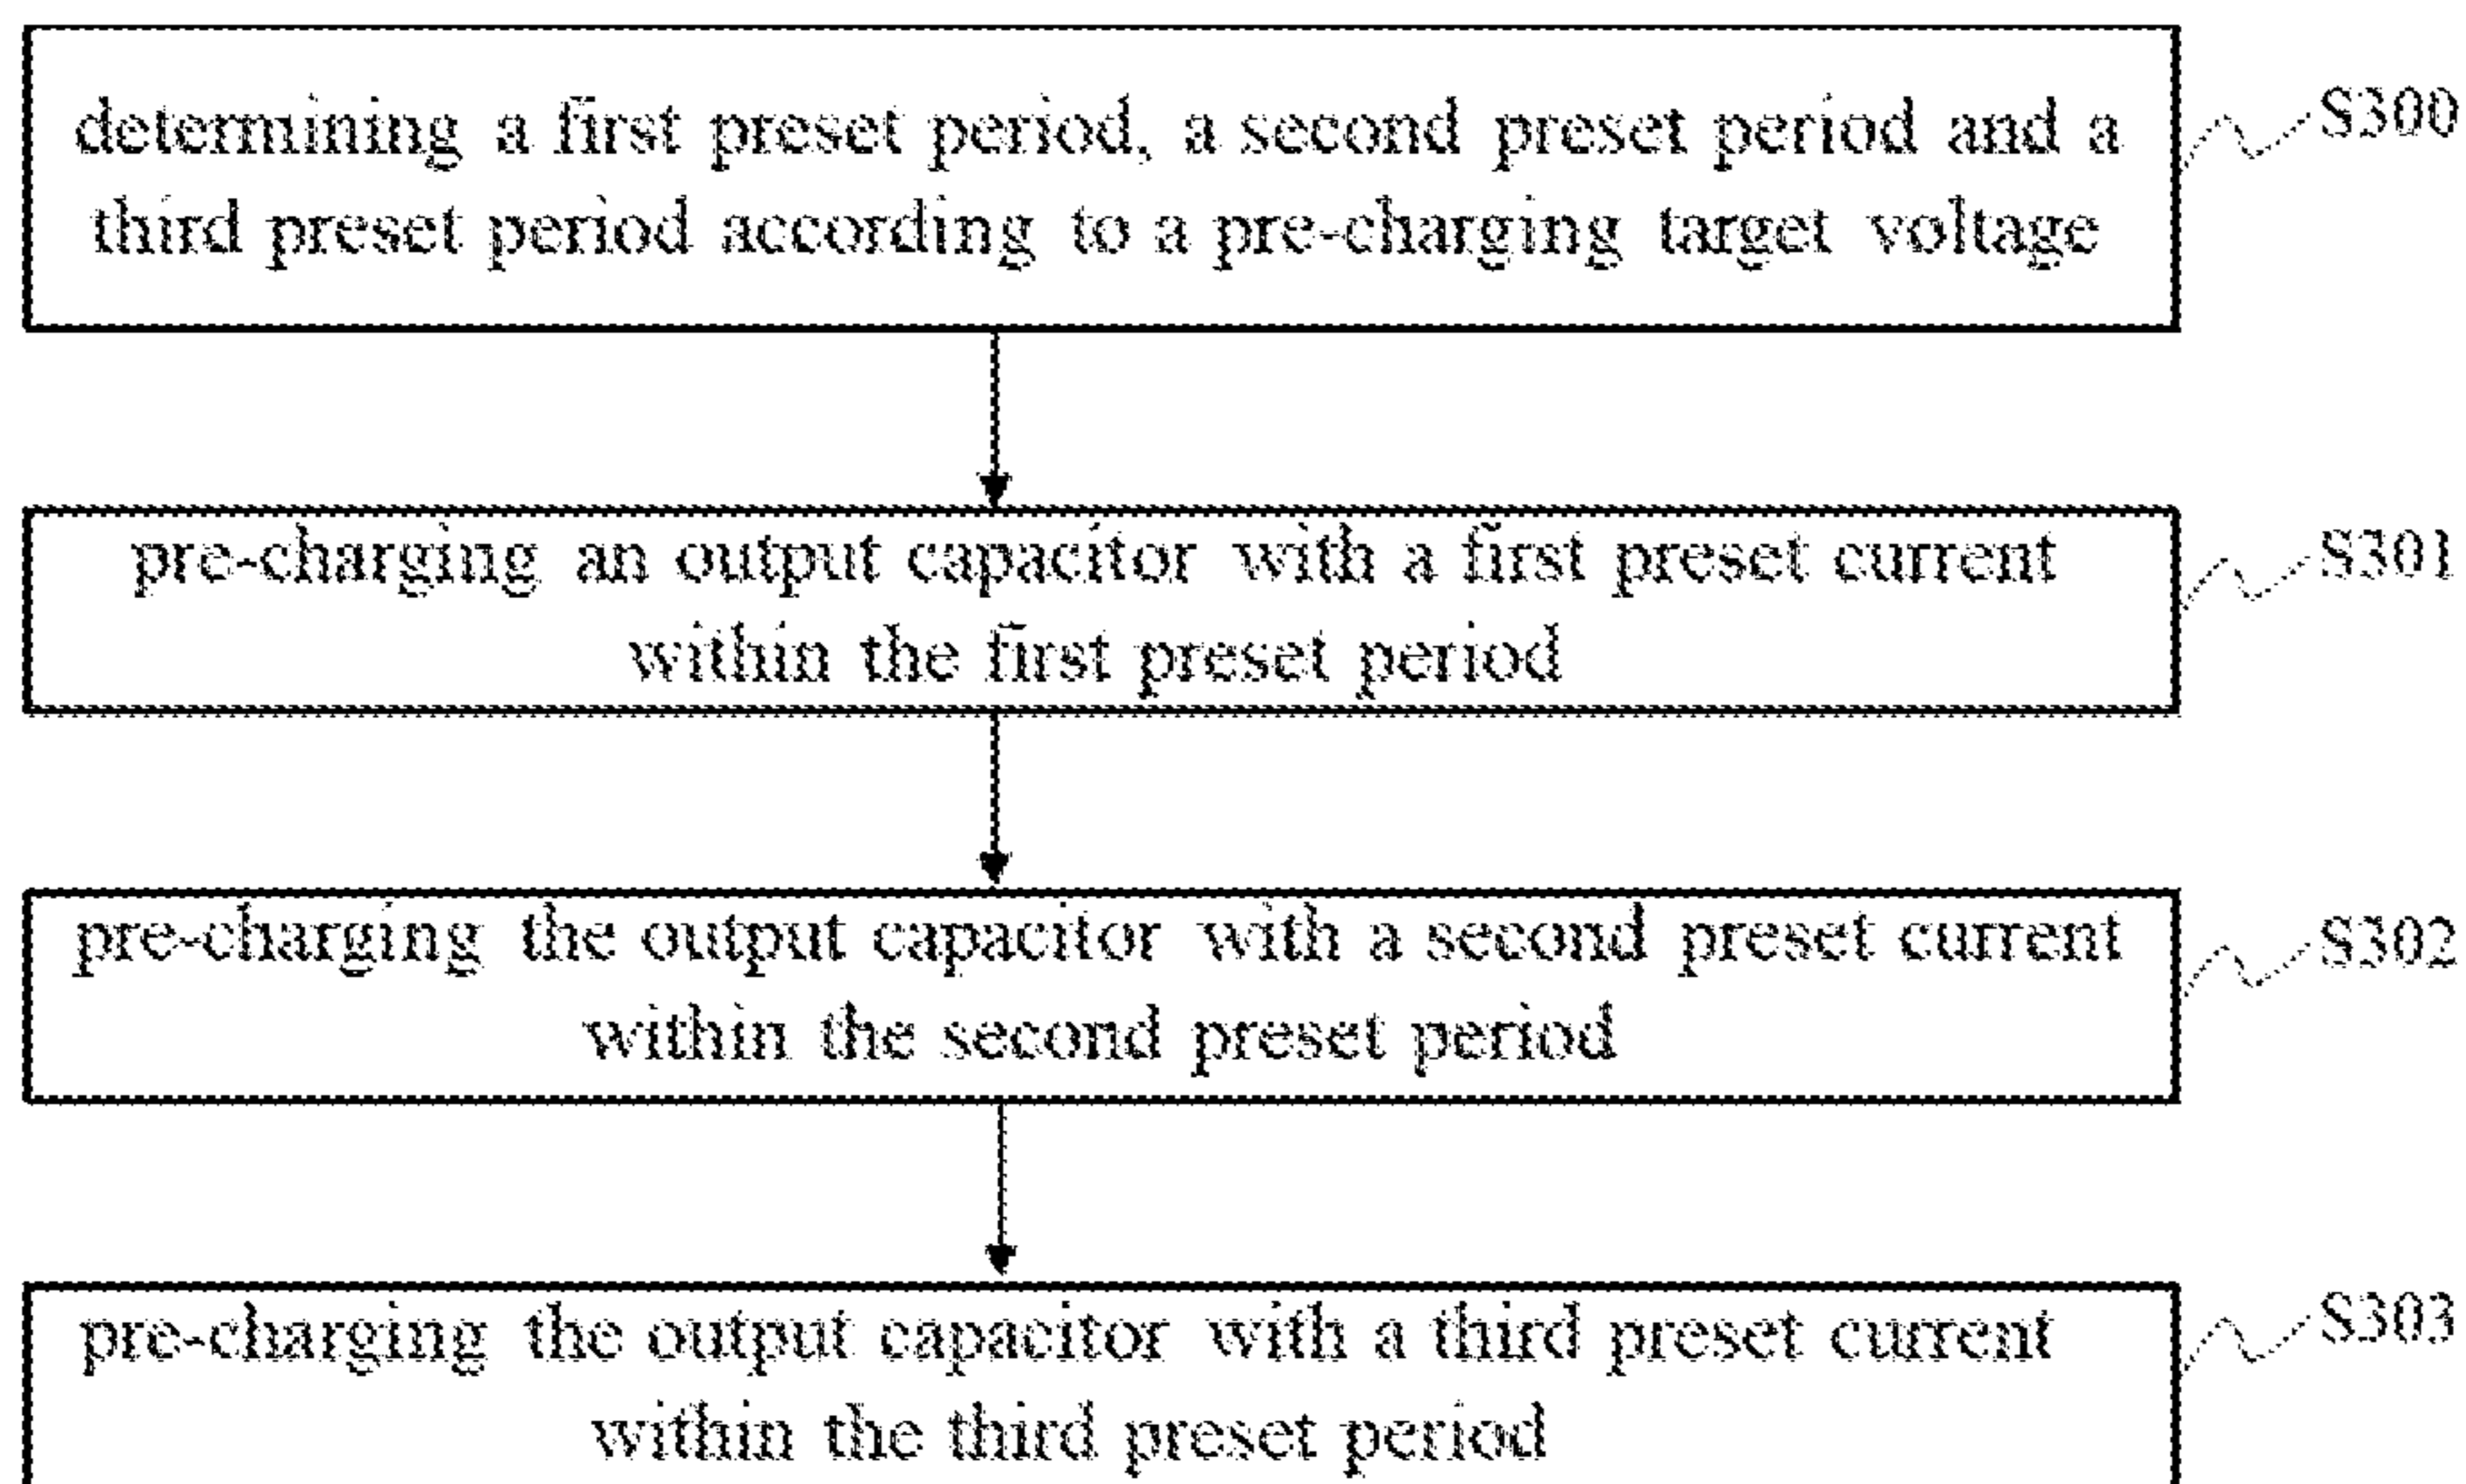 determining a first preset period, a second preset period and a
third preset period according to a pre-charging target voltage
S300
pre-charging an output capacitor with a first preset current
within the first preset period
S301
pre-charging the output capacitor with a second preset current
within the second preset period
S302
pre-charging the output capacitor with a third preset current
within the third preset period
S303